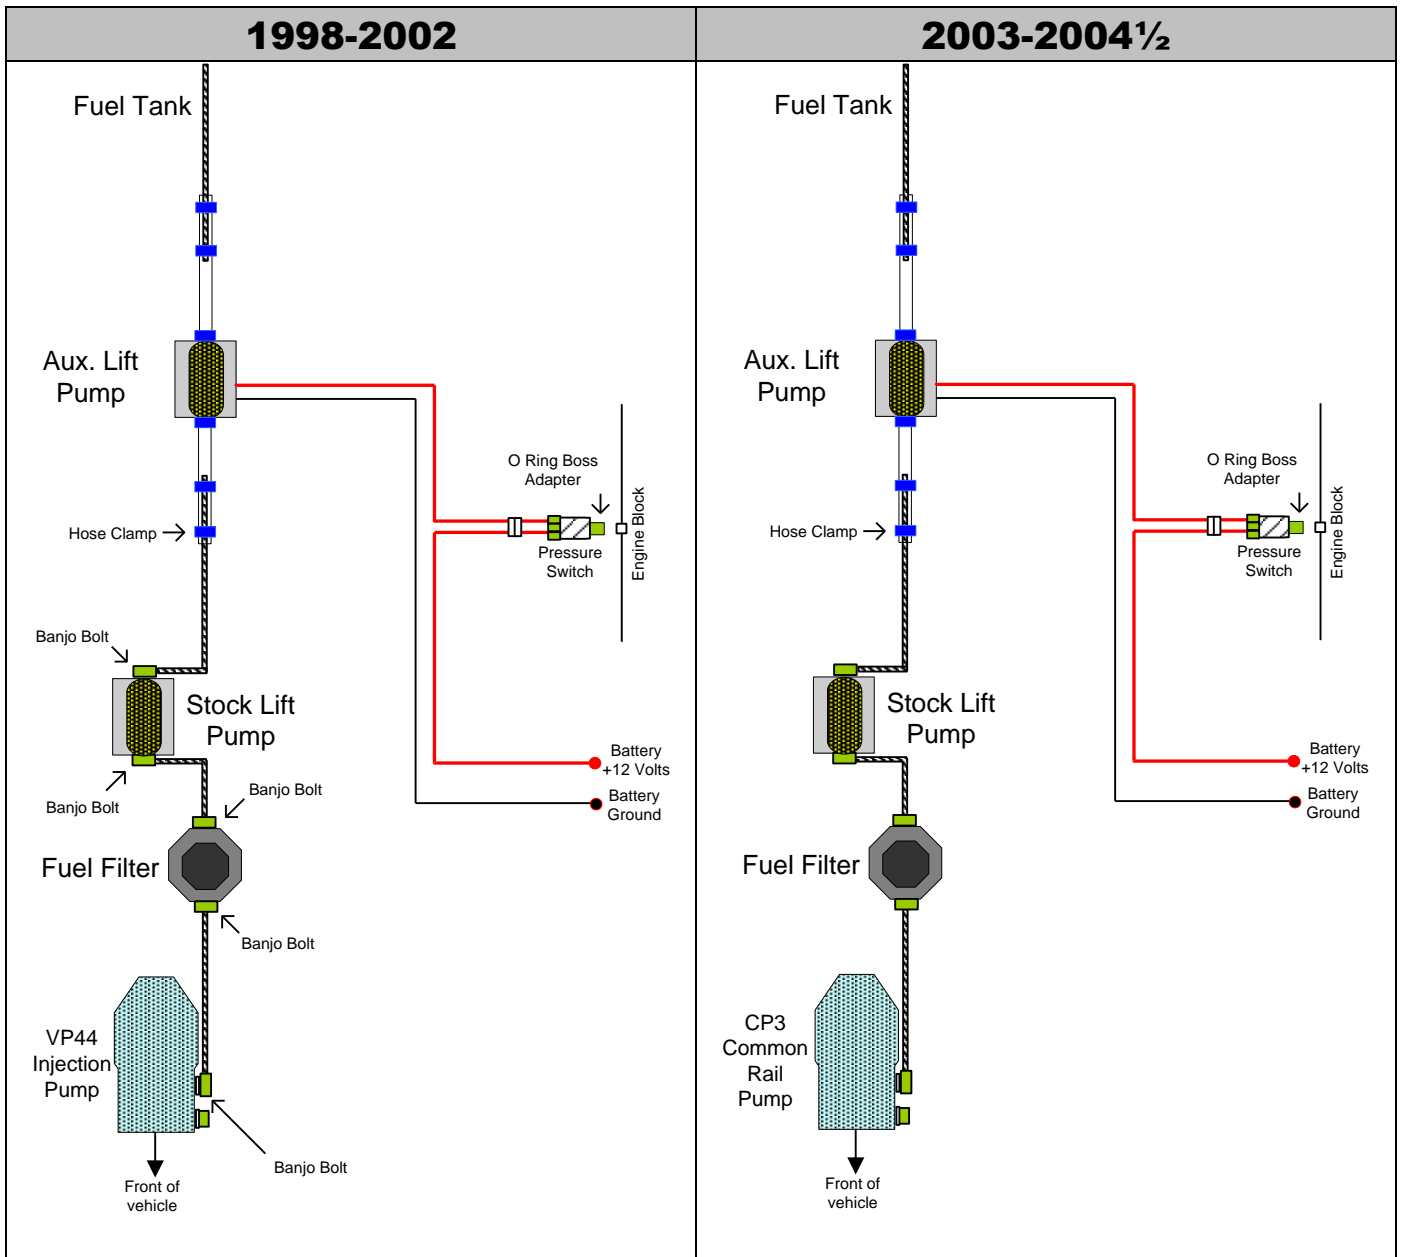 1998-2002
Fuel Tank
Aux. Lift
Pump
O Ring Boss
Adapter
Hose Clamp
Pressure
Switch
Engine Block
Banjo Bolt
Stock Lift
Pump
Banjo Bolt
Banjo Bolt
Battery
+12 Volts
Battery
Ground
Fuel Filter
Banjo Bolt
VP44
Injection
Pump
Banjo Bolt
Front of
vehicle
2003-2004½
Fuel Tank
Aux. Lift
Pump
O Ring Boss
Adapter
Hose Clamp
Pressure
Switch
Engine Block
Stock Lift
Pump
Battery
+12 Volts
Battery
Ground
Fuel Filter
CP3
Common
Rail
Pump
Front of
vehicle